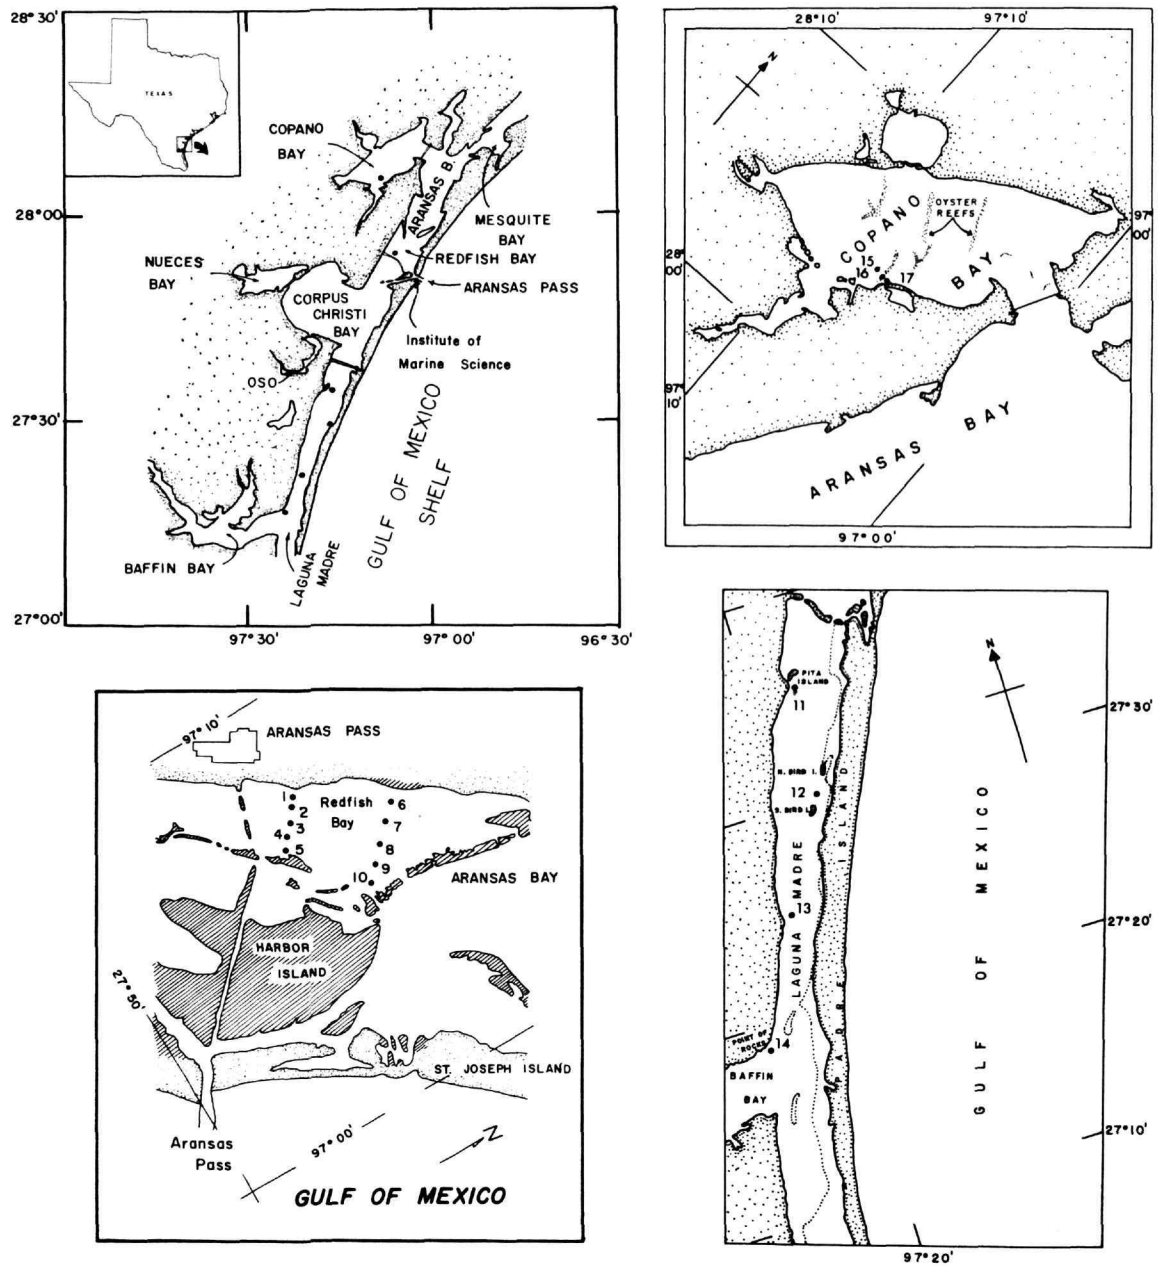 28° 30'
TEXAS
COPANO
BAY
28° 00'
ARANSAS B
MESQUITE
BAY
NUECES
BAY
REDFISH BAY
ARANSAS PASS
CORPUS
CHRISTI
BAY
Institute of
Marine Science
OSO
27° 30'
GULF OF MEXICO
SHELF
BAFFIN BAY
LAGUNA
MADRE
27° 00'
97° 30'
97° 00'
96° 30'
28° 10'
97° 10'
N
OYSTER
REEFS
COPANO
BAY
15
16
17
97°
00'
28°
00'
97°
10'
ARANSAS BAY
97° 00'
97° 10'
ARANSAS PASS
Redfish
Bay
1
2
3
4
5
6
7
8
9
10
ARANSAS BAY
HARBOR
ISLAND
27° 50'
ST. JOSEPH ISLAND
Aransas
Pass
97° 00'
N
GULF OF MEXICO
N
PITA
ISLAND
11
27° 30'
N. BIRD I.
12
S. BIRD I.
LAGUNA MADRE
PADRE ISLAND
GULF OF MEXICO
13
27° 20'
POINT OF
ROCKS
14
BAFFIN
BAY
27° 10'
97° 20'